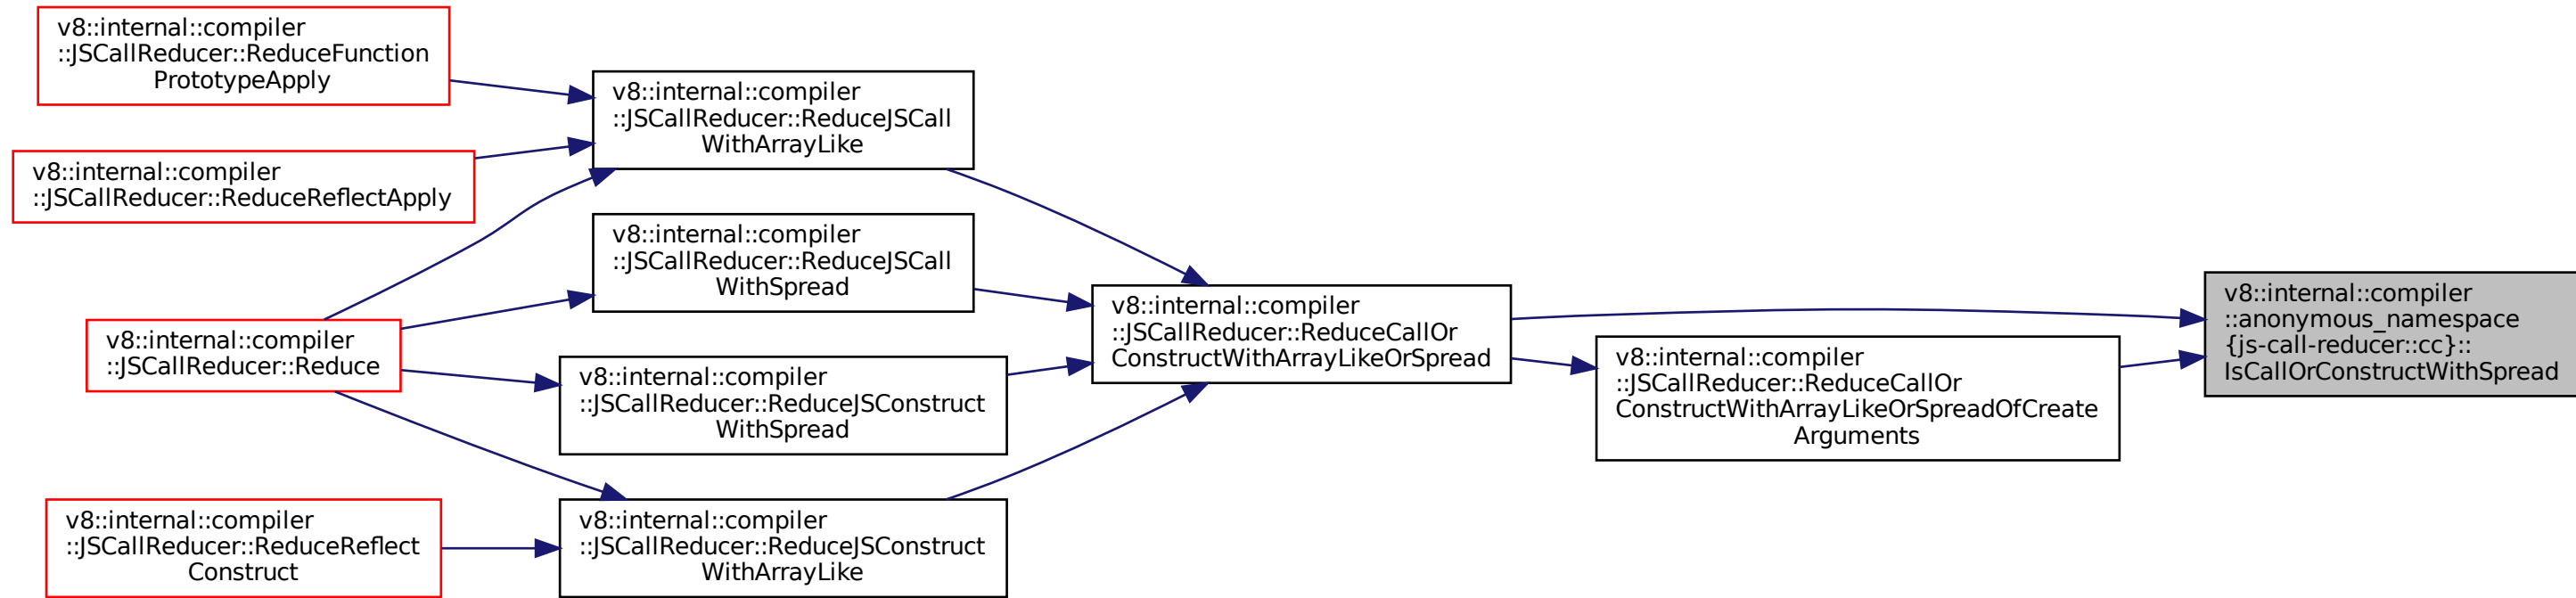 v8::internal::compiler
::JSCallReducer::ReduceFunction
PrototypeApply
v8::internal::compiler
::JSCallReducer::ReduceReflectApply
v8::internal::compiler
::JSCallReducer::Reduce
v8::internal::compiler
::JSCallReducer::ReduceReflect
Construct
v8::internal::compiler
::JSCallReducer::ReduceJSCall
WithArrayLike
v8::internal::compiler
::JSCallReducer::ReduceJSCall
WithSpread
v8::internal::compiler
::JSCallReducer::ReduceJSConstruct
WithSpread
v8::internal::compiler
::JSCallReducer::ReduceJSConstruct
WithArrayLike
v8::internal::compiler
::JSCallReducer::ReduceCallOr
ConstructWithArrayLikeOrSpread
v8::internal::compiler
::JSCallReducer::ReduceCallOr
ConstructWithArrayLikeOrSpreadOfCreate
Arguments
v8::internal::compiler
::anonymous_namespace
{js-call-reducer::cc}::
IsCallOrConstructWithSpread